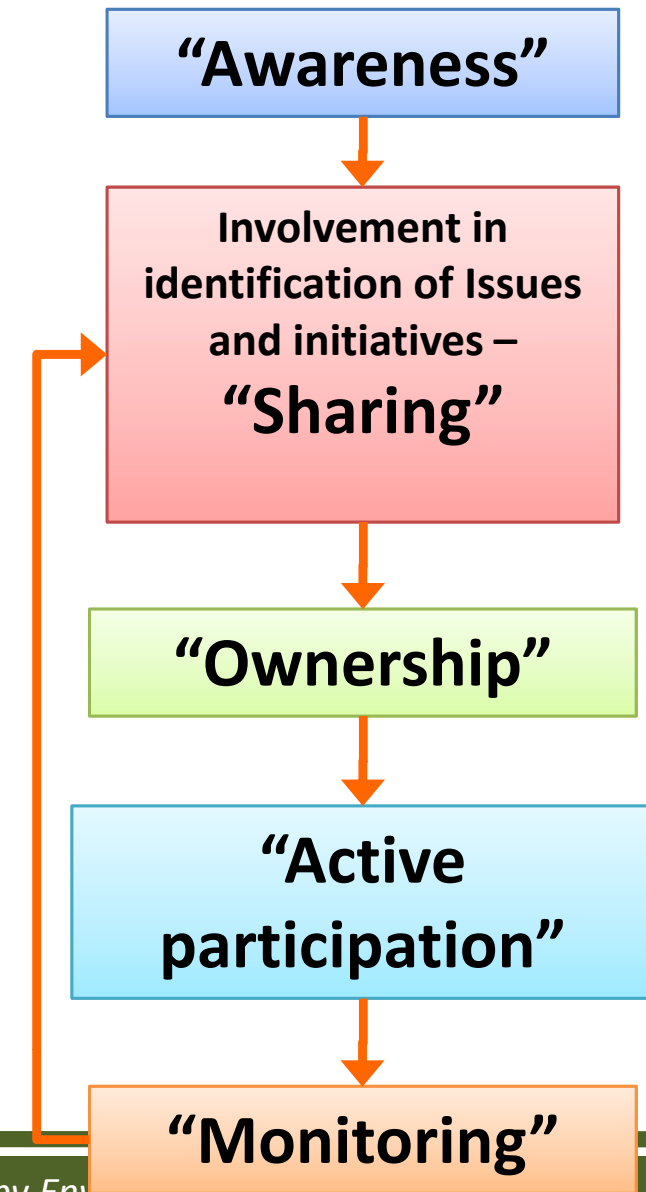 “Awareness”
Involvement in
identification of Issues
and initiatives –
“Sharing”
“Ownership”
“Active
participation”
“Monitoring”